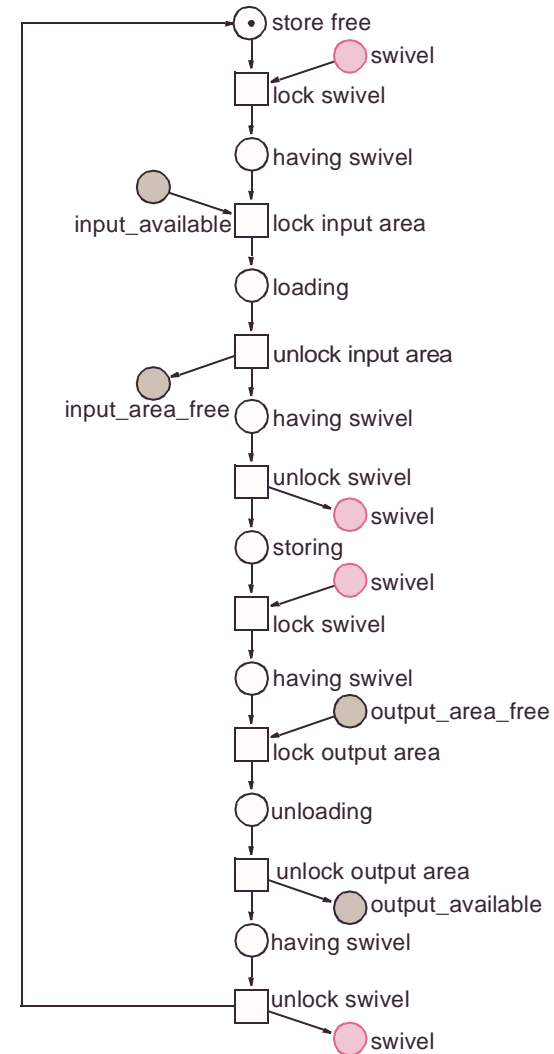 store free
swivel
lock swivel
having swivel
input_available
lock input area
loading
unlock input area
input_area_free
having swivel
unlock swivel
swivel
storing
swivel
lock swivel
having swivel
output_area_free
lock output area
unloading
unlock output area
output_available
having swivel
unlock swivel
swivel